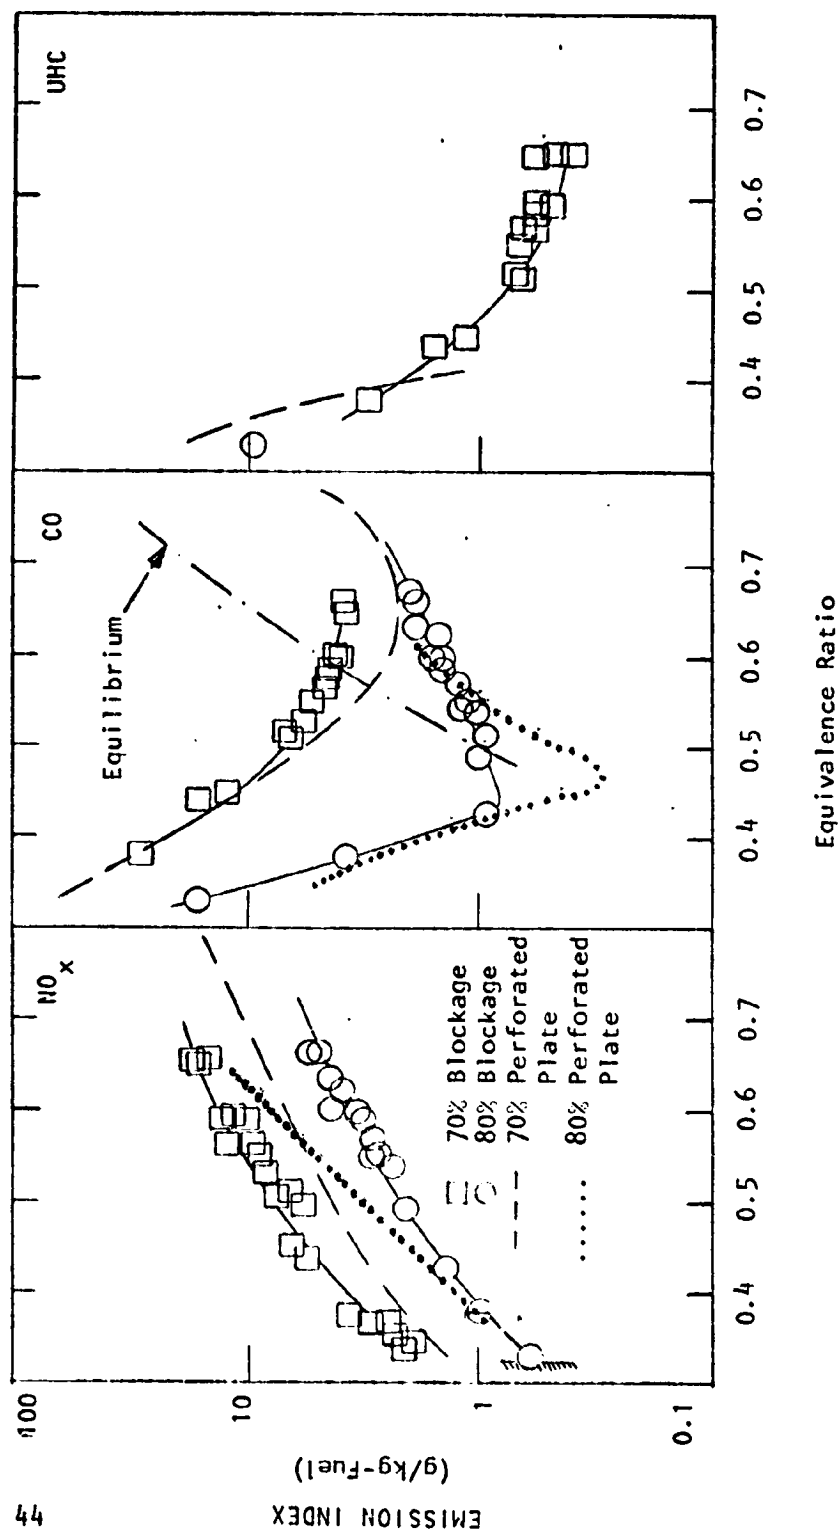 44
EMISSION INDEX
(g/kg-Fuel)
100
10
1
0.1
NOx
0.4
0.5
0.6
0.7
70% Blockage
80% Blockage
70% Perforated
Plate
80% Perforated
Plate
CO
Equilibrium
0.4
0.5
0.6
0.7
UHC
0.4
0.5
0.6
0.7
Equivalence Ratio